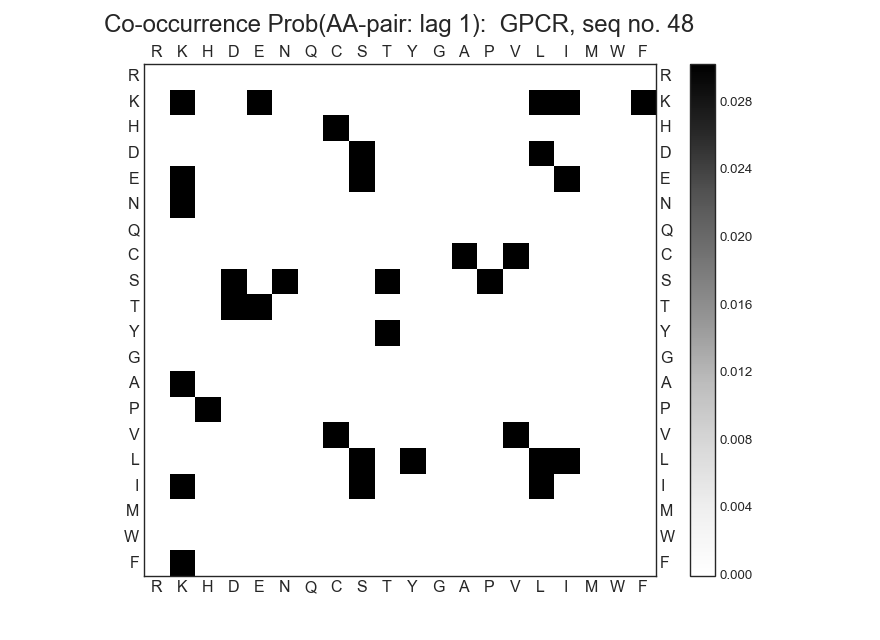 Co-occurrence Prob(AA-pair: lag 1):  GPCR, seq no. 48
R K H D E N Q C S T Y G A P V L I M W F
R R
K K 0.028
H H
D D 0.024
E E
N N
Q Q 0.020
C C
S S
T T 0.016
Y Y
G G
A A 0.012
P P
V V 0.008
L L
I I
M M 0.004
W W
F F 0.000
R K H D E N Q C S T Y G A P V L I M W F